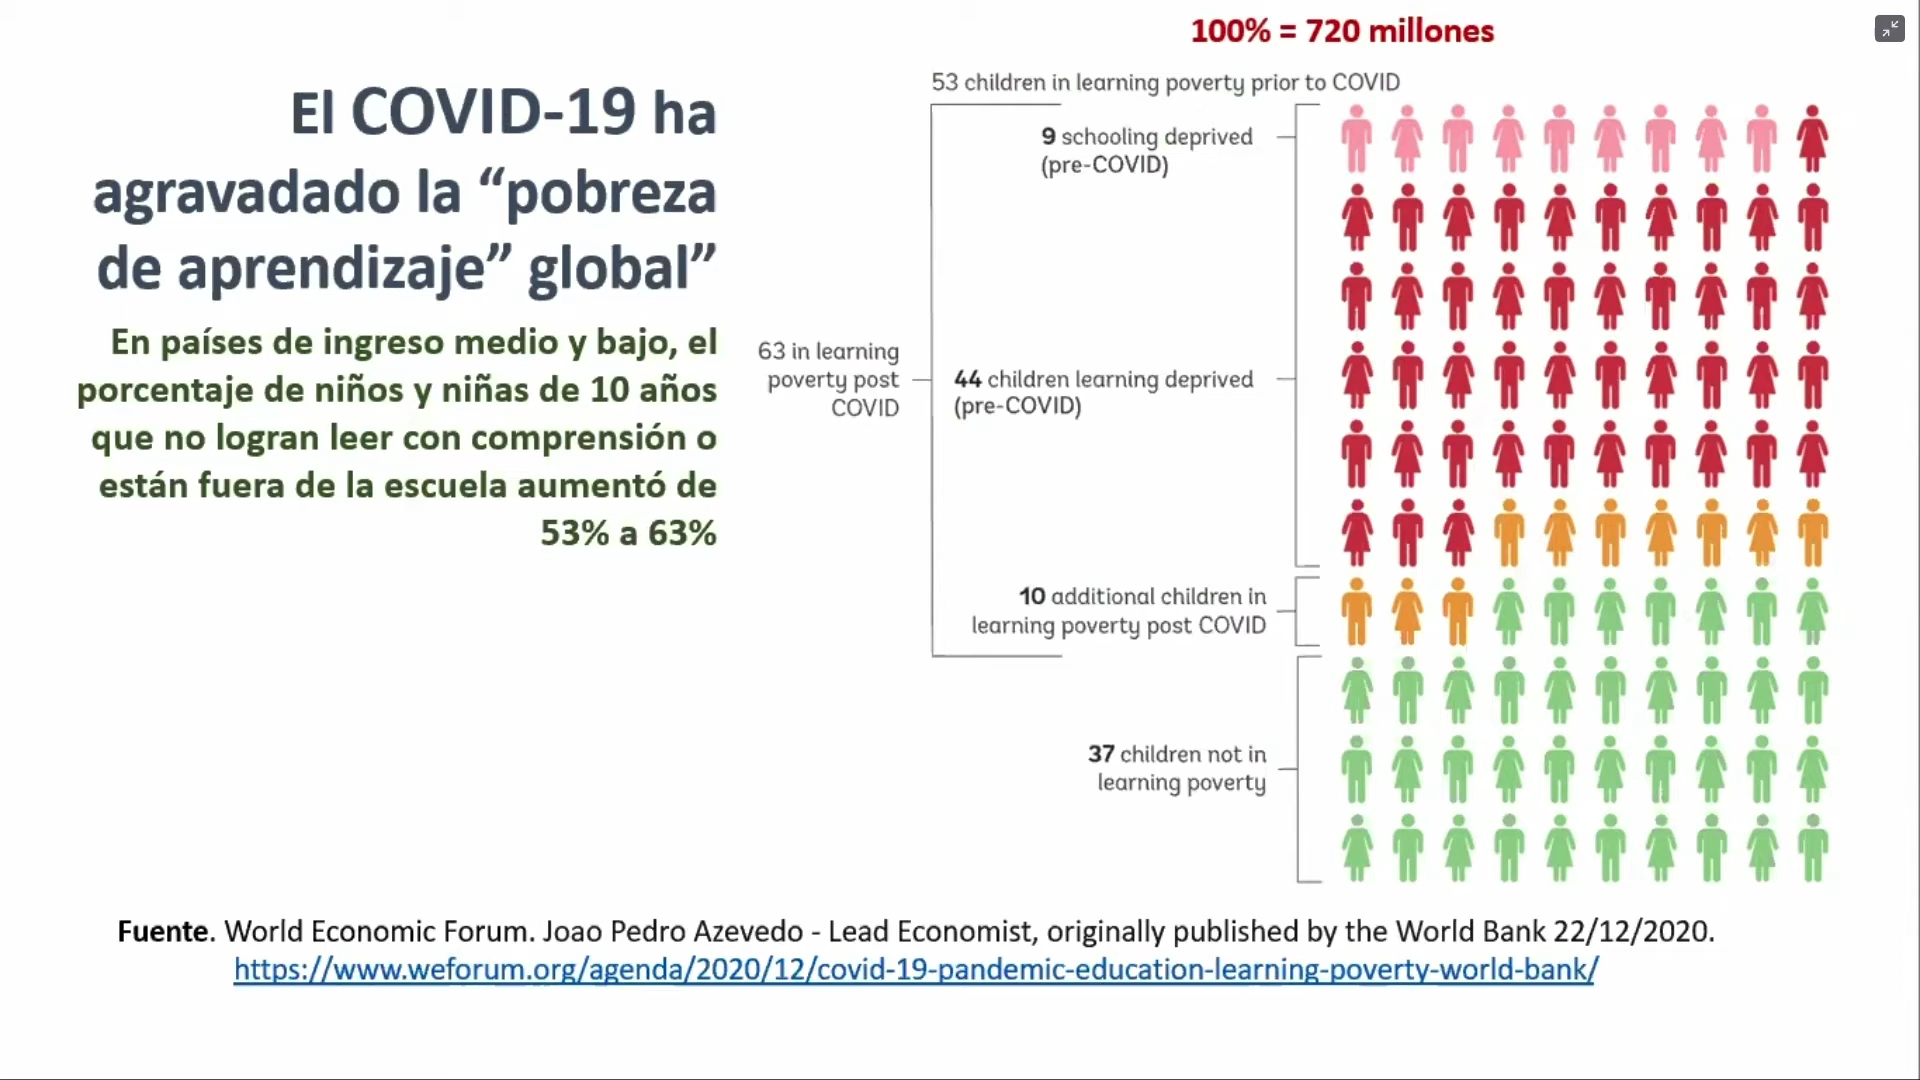 100% = 720 millones
El COVID-19 ha
agravadado la “pobreza
de aprendizaje” global”
En países de ingreso medio y bajo, el
porcentaje de niños y niñas de 10 años
que no logran leer con comprensión o
están fuera de la escuela aumentó de
53% a 63%
53 children in learning poverty prior to COVID
9 schooling deprived
(pre-COVID)
63 in learning
poverty post
COVID
44 children learning deprived
(pre-COVID)
10 additional children in
learning poverty post COVID
37 children not in
learning poverty
Fuente. World Economic Forum. Joao Pedro Azevedo - Lead Economist, originally published by the World Bank 22/12/2020.
https://www.weforum.org/agenda/2020/12/covid-19-pandemic-education-learning-poverty-world-bank/